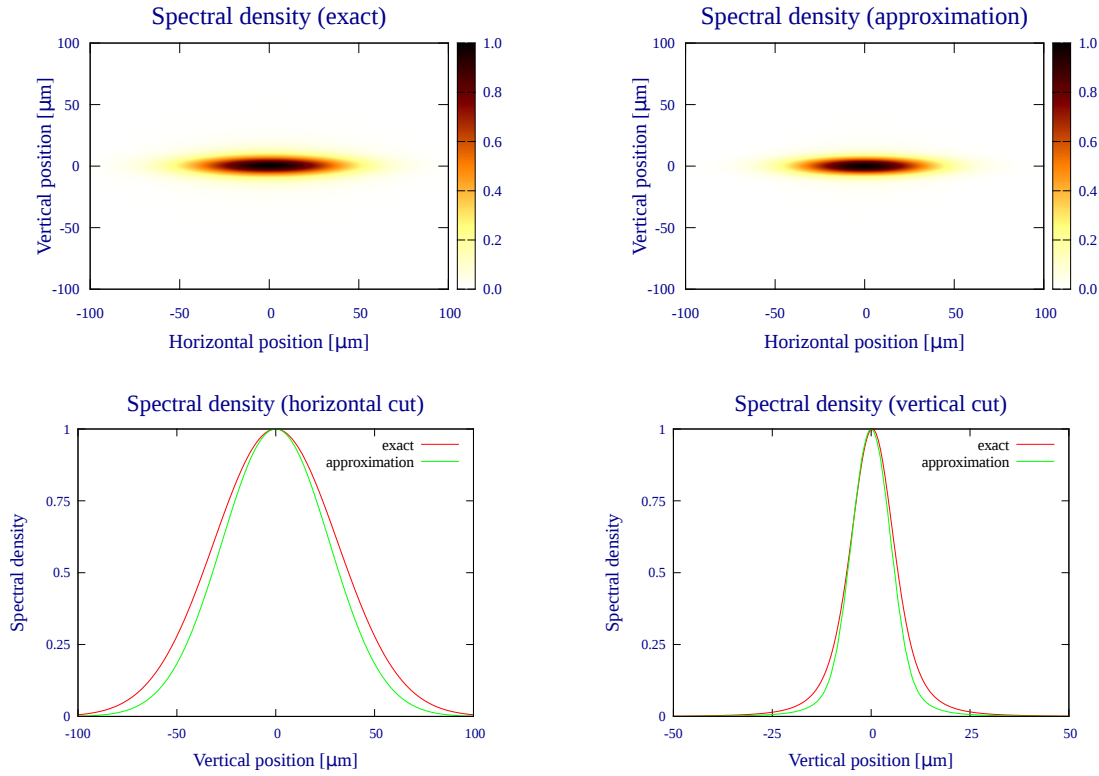 Spectral density (exact)
100
50
0
-50
-100
Vertical position [µm]
-100 -50 0 50 100
Horizontal position [µm]
1.0
0.8
0.6
0.4
0.2
0.0
Spectral density (approximation)
100
50
0
-50
-100
Vertical position [µm]
-100 -50 0 50 100
Horizontal position [µm]
1.0
0.8
0.6
0.4
0.2
0.0
Spectral density (horizontal cut)
1
0.75
0.5
0.25
0
Spectral density
exact
approximation
-100 -50 0 50 100
Vertical position [µm]
Spectral density (vertical cut)
1
0.75
0.5
0.25
0
Spectral density
exact
approximation
-50 -25 0 25 50
Vertical position [µm]